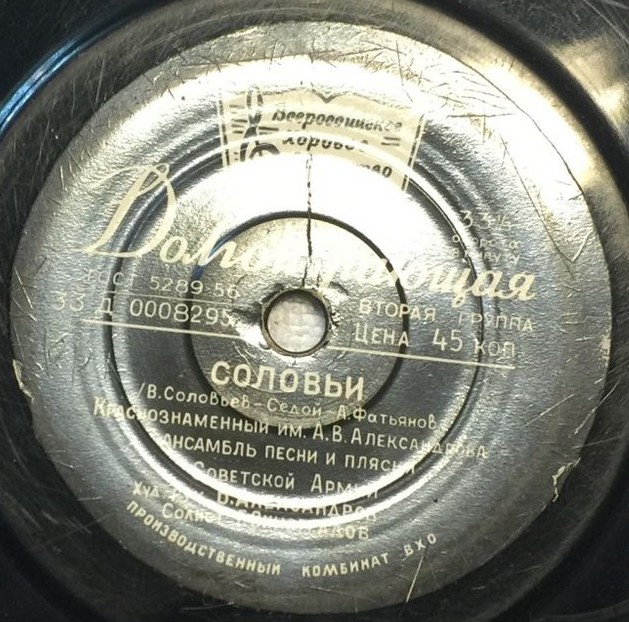 Всероссийское
Хоровое
Долгоиграющая
33⅓
ГОСТ 5289-56
ВТОРАЯ ГРУППА
33 Д 0008295
ЦЕНА 45 КОП
СОЛОВЬИ
/В. Соловьев-Седой - А. Фатьянов
КРАСНОЗНАМЕННЫЙ ИМ. А.В. АЛЕКСАНДРОВА
АНСАМБЛЬ ПЕСНИ И ПЛЯСКИ
СОВЕТСКОЙ АРМИИ
ПРОИЗВОДСТВЕННЫЙ КОМБИНАТ ВХО